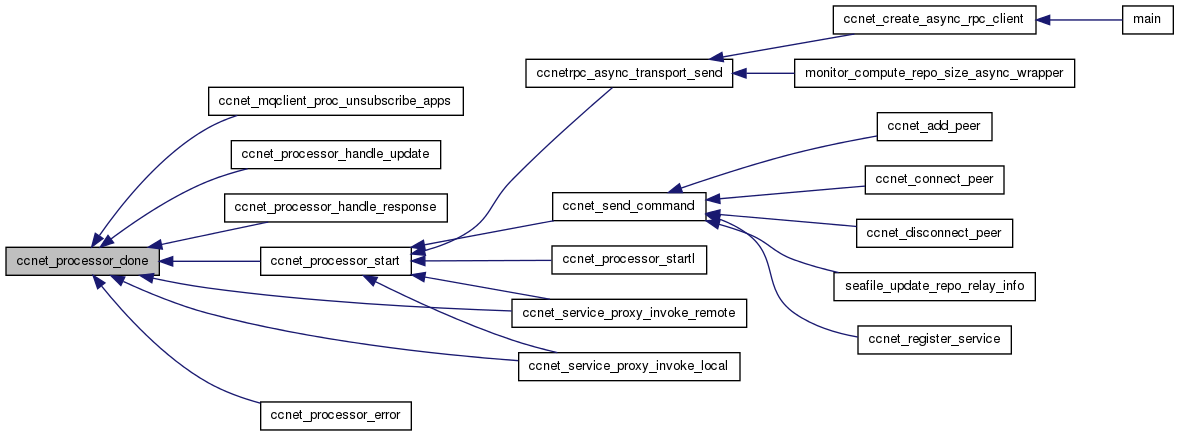 ccnet_create_async_rpc_client
main
ccnetrpc_async_transport_send
monitor_compute_repo_size_async_wrapper
ccnet_mqclient_proc_unsubscribe_apps
ccnet_add_peer
ccnet_processor_handle_update
ccnet_connect_peer
ccnet_processor_handle_response
ccnet_send_command
ccnet_disconnect_peer
ccnet_processor_done
ccnet_processor_start
ccnet_processor_startl
seafile_update_repo_relay_info
ccnet_service_proxy_invoke_remote
ccnet_register_service
ccnet_service_proxy_invoke_local
ccnet_processor_error